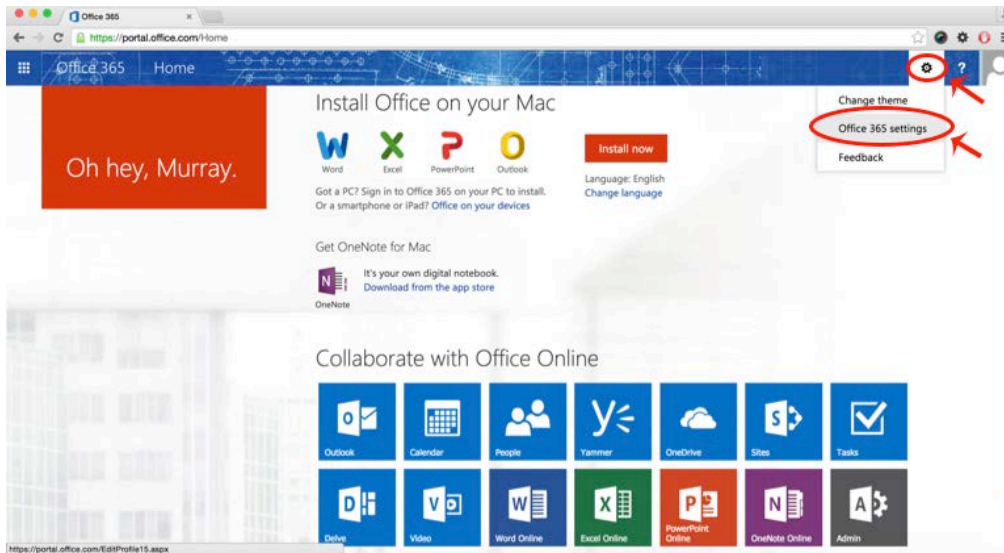 Office 365
https://portal.office.com/Home
Office 365 Home ?
Oh hey, Murray.
Install Office on your Mac
Word Excel PowerPoint Outlook
Install now
Language: English
Change language
Got a PC? Sign in to Office 365 on your PC to install.
Or a smartphone or iPad? Office on your devices
Change theme
Office 365 settings
Feedback
Get OneNote for Mac
It's your own digital notebook.
Download from the app store
OneNote
Collaborate with Office Online
Outlook Calendar People Yammer OneDrive Sites Tasks
Delve Video Word Online Excel Online PowerPoint Online OneNote Online Admin
https://portal.office.com/EditProfile15.aspx